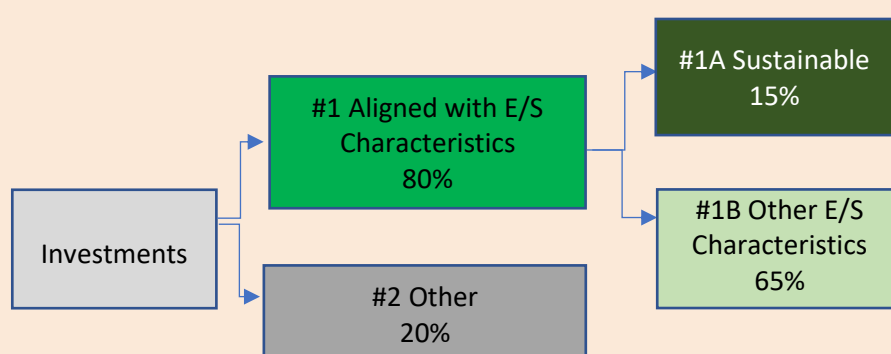 Investments
#1 Aligned with E/S
Characteristics
80%
#2 Other
20%
#1A Sustainable
15%
#1B Other E/S
Characteristics
65%